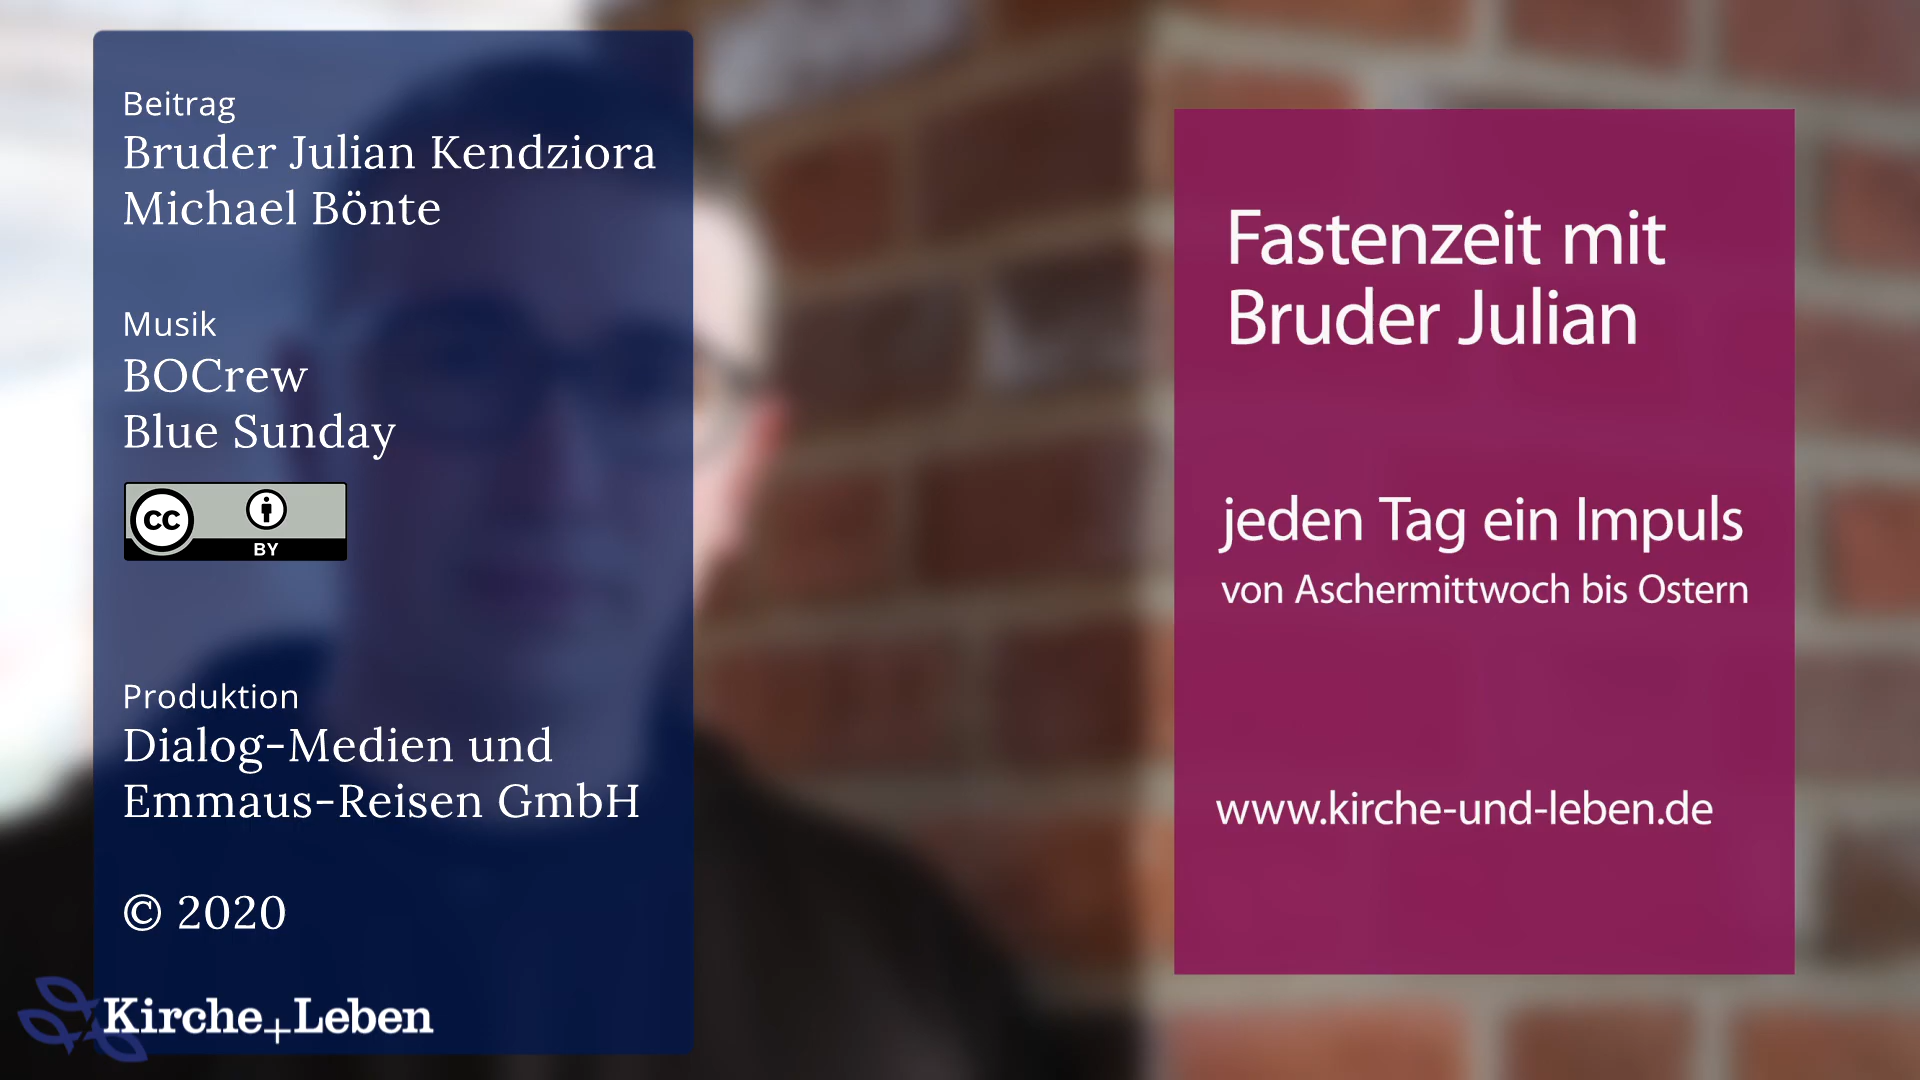 Beitrag
Bruder Julian Kendziora
Michael Bönte
Musik
BOCrew
Blue Sunday
CC
BY
Produktion
Dialog-Medien und
Emmaus-Reisen GmbH
© 2020
Kirche+Leben
Fastenzeit mit
Bruder Julian
jeden Tag ein Impuls
von Aschermittwoch bis Ostern
www.kirche-und-leben.de